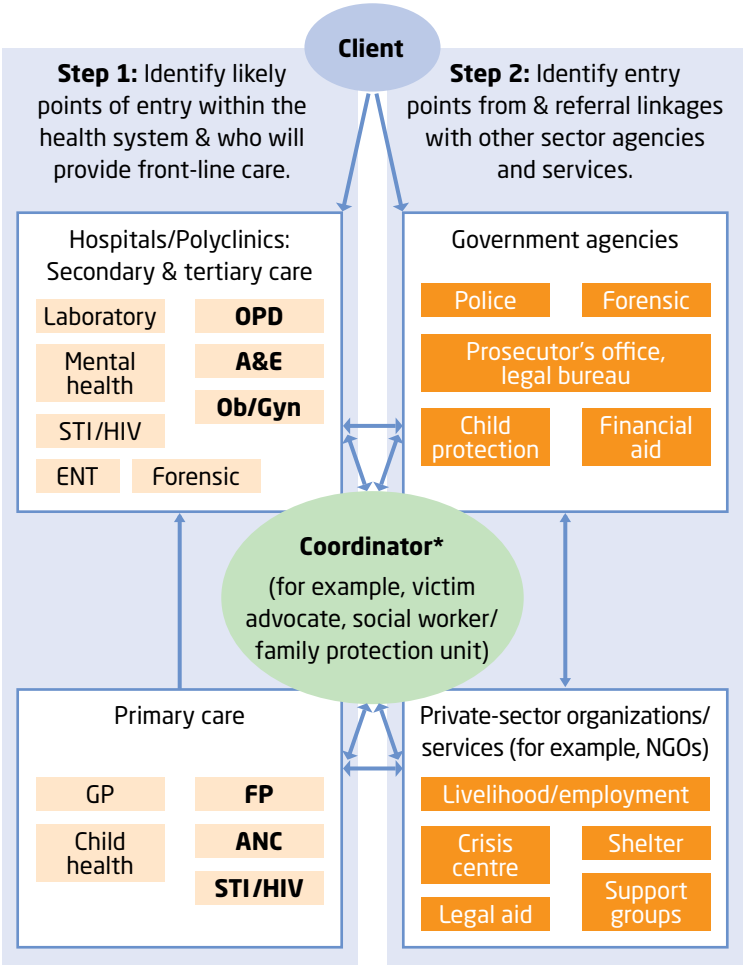 Client
Step 1: Identify likely
points of entry within the
health system & who will
provide front-line care.
Step 2: Identify entry
points from & referral linkages
with other sector agencies
and services.
Hospitals/Polyclinics:
Secondary & tertiary care
Laboratory
OPD
Mental
health
A&E
Ob/Gyn
STI/HIV
ENT
Forensic
Government agencies
Police
Forensic
Prosecutor's office,
legal bureau
Child
protection
Financial
aid
Coordinator*
(for example, victim
advocate, social worker/
family protection unit)
Primary care
GP
FP
Child
health
ANC
STI/HIV
Private-sector organizations/
services (for example, NGOs)
Livelihood/employment
Crisis
centre
Shelter
Legal aid
Support
groups